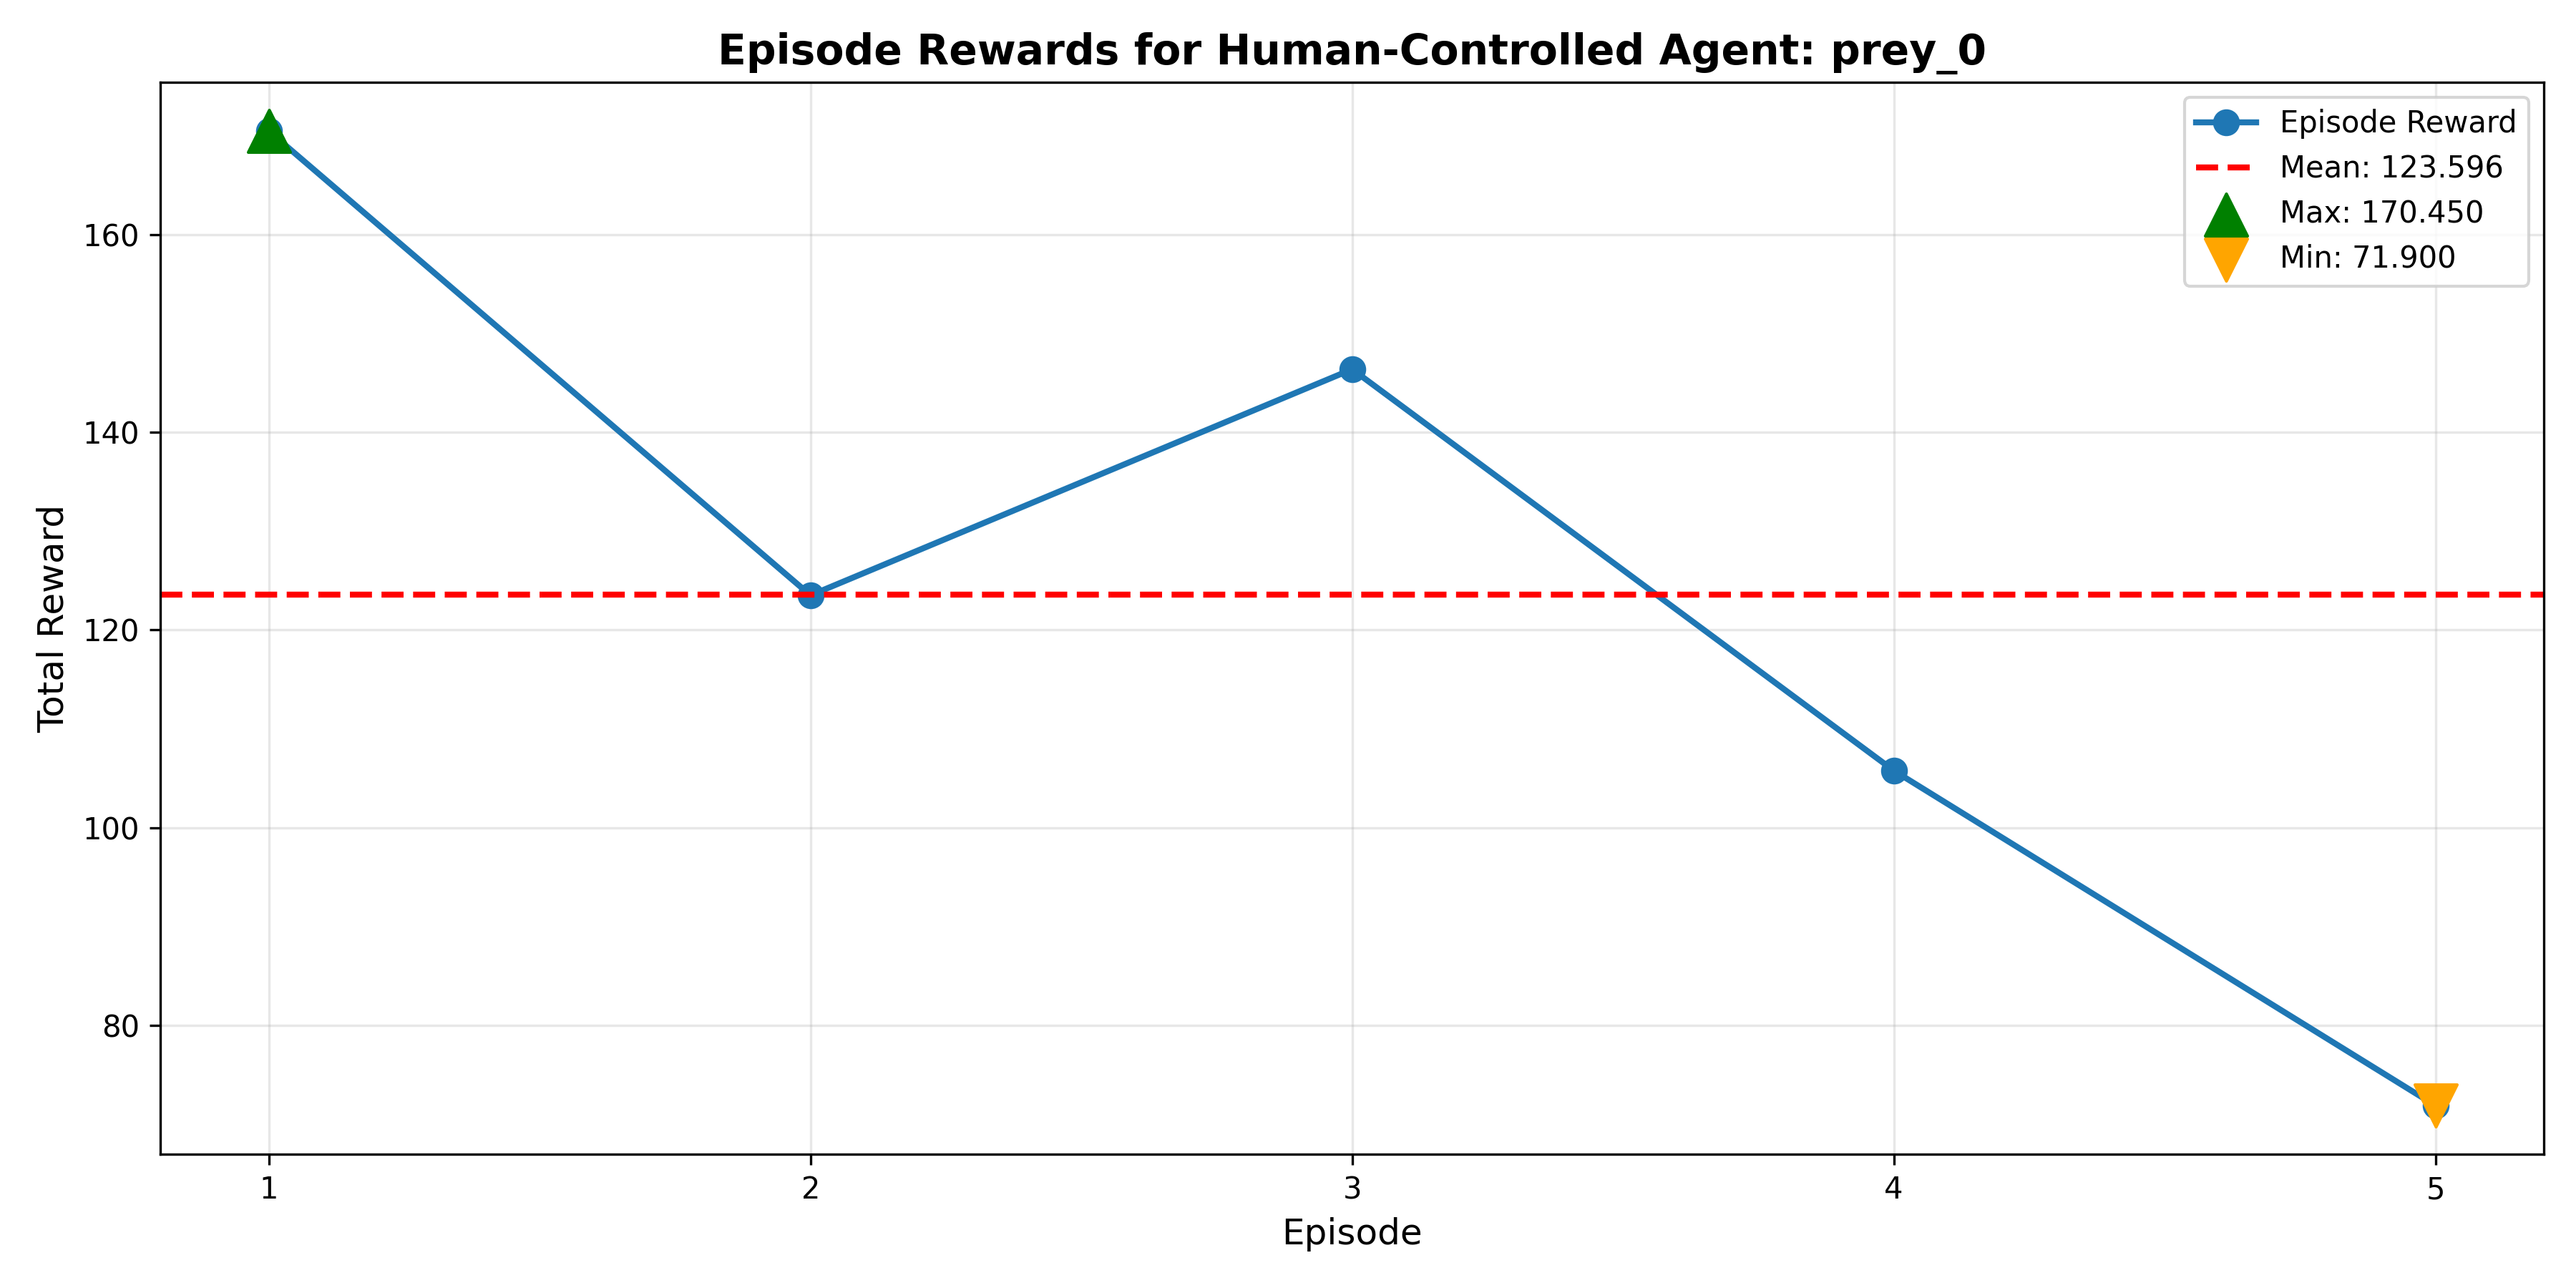 Episode Rewards for Human-Controlled Agent: prey_0
Episode Reward
Mean: 123.596
Max: 170.450
Min: 71.900
Total Reward
160
140
120
100
80
1 2 3 4 5
Episode